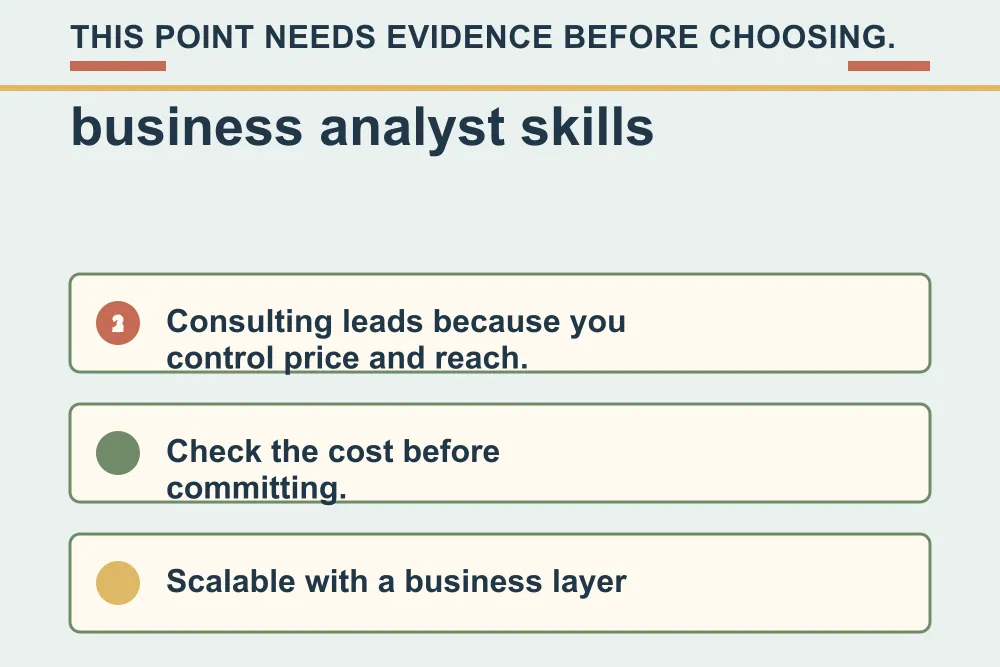 THIS POINT NEEDS EVIDENCE BEFORE CHOOSING.
business analyst skills
Consulting leads because you
control price and reach.
Check the cost before
committing.
Scalable with a business layer